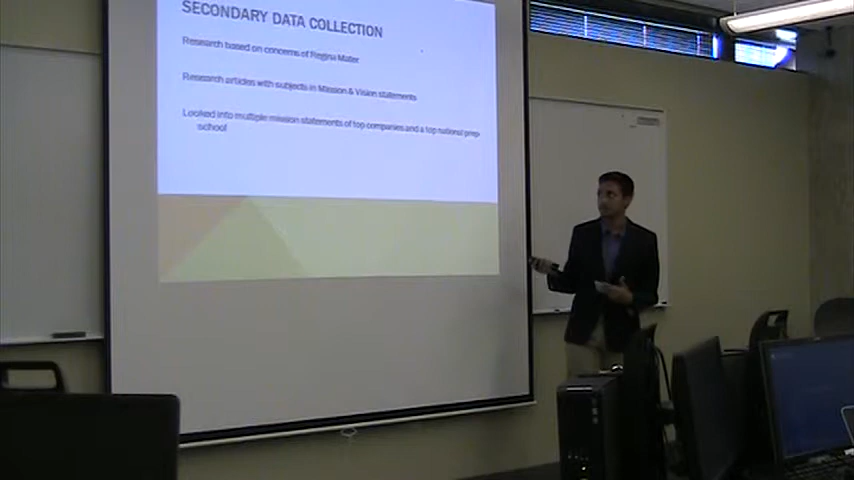 SECONDARY DATA COLLECTION
Research based on concerns of Regina Mater
Research articles with subjects in Mission & Vision statements
Looked into multiple mission statements of top companies and a top national prep
school